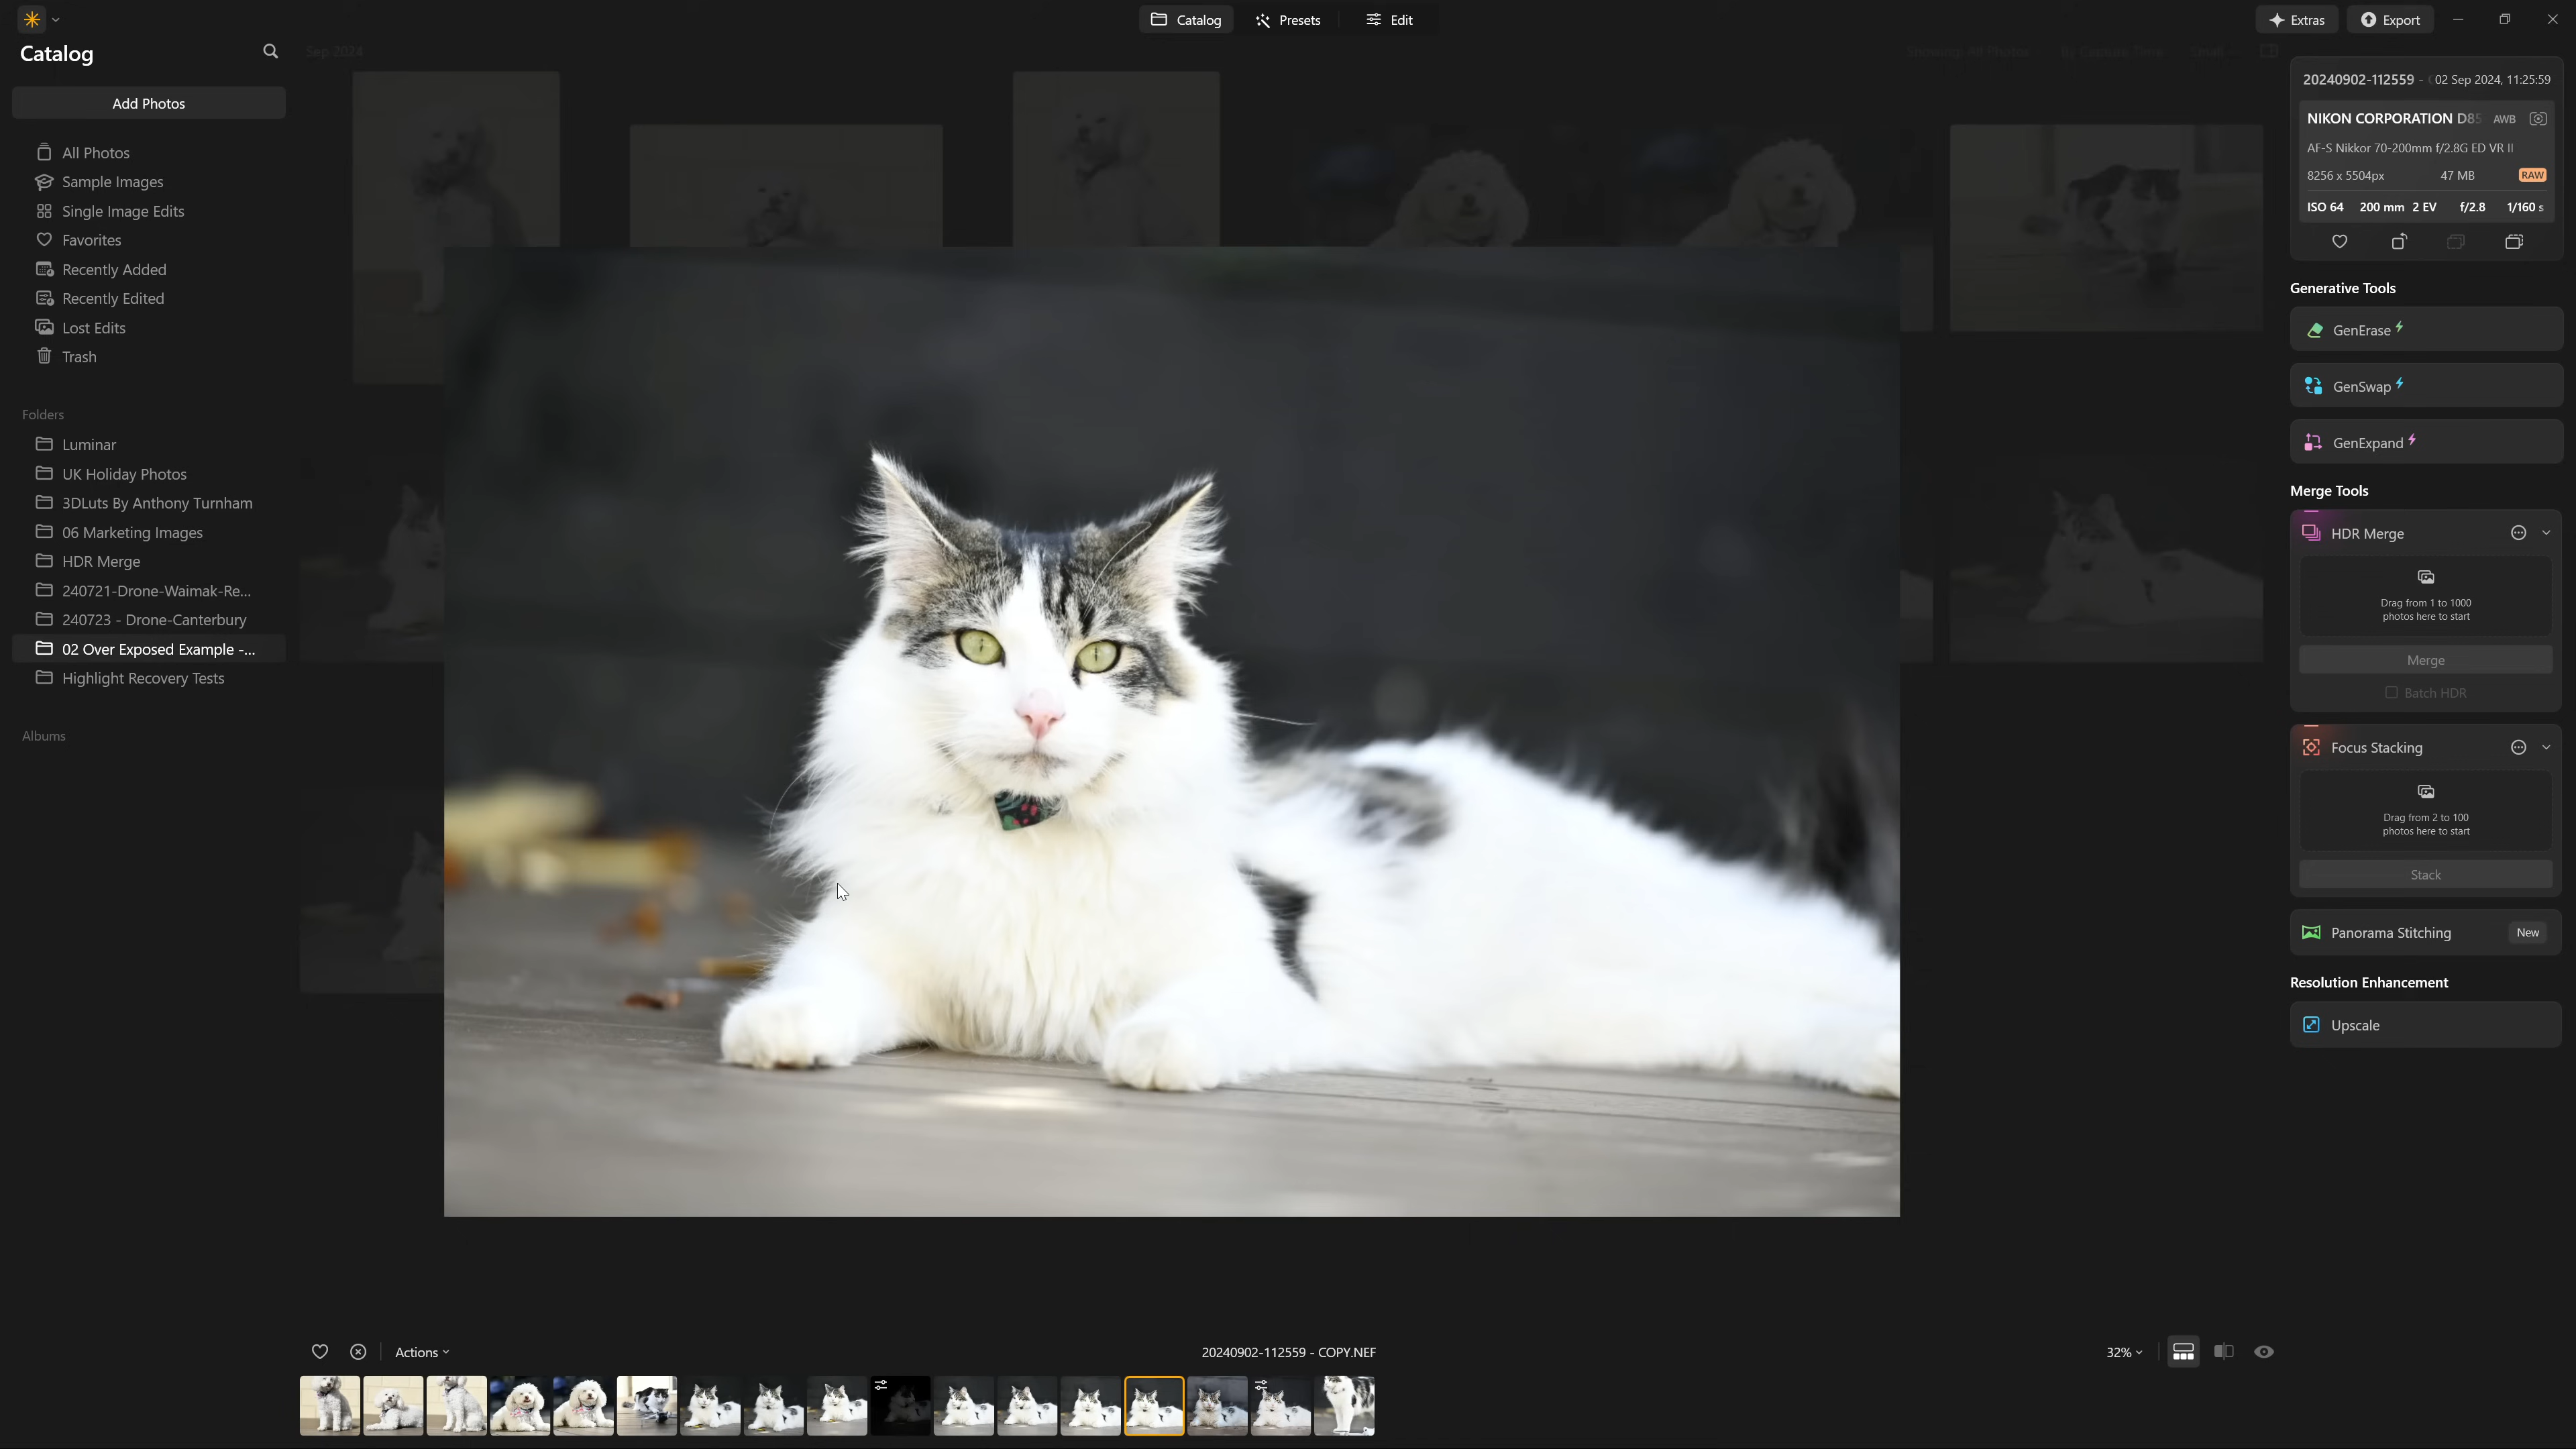 Catalog
Presets
Edit
Extras
Export
Catalog
Sep 2024
Add Photos
All Photos
Sample Images
Single Image Edits
Favorites
Recently Added
Recently Edited
Lost Edits
Trash
Folders
Luminar
UK Holiday Photos
3DLuts By Anthony Turnham
06 Marketing Images
HDR Merge
240721-Drone-Waimak-Re...
240723 - Drone-Canterbury
02 Over Exposed Example -...
Highlight Recovery Tests
Albums
20240902-112559 - 02 Sep 2024, 11:25:59
NIKON CORPORATION D85 AWB
AF-S Nikkor 70-200mm f/2.8G ED VR II
8256 x 5504px 47 MB RAW
ISO 64 200 mm 2 EV f/2.8 1/160 s
Generative Tools
GenErase
GenSwap
GenExpand
Merge Tools
HDR Merge
Drag from 1 to 1000
photos here to start
Merge
Batch HDR
Focus Stacking
Drag from 2 to 100
photos here to start
Stack
Panorama Stitching New
Resolution Enhancement
Upscale
Actions
20240902-112559 - COPY.NEF
32%